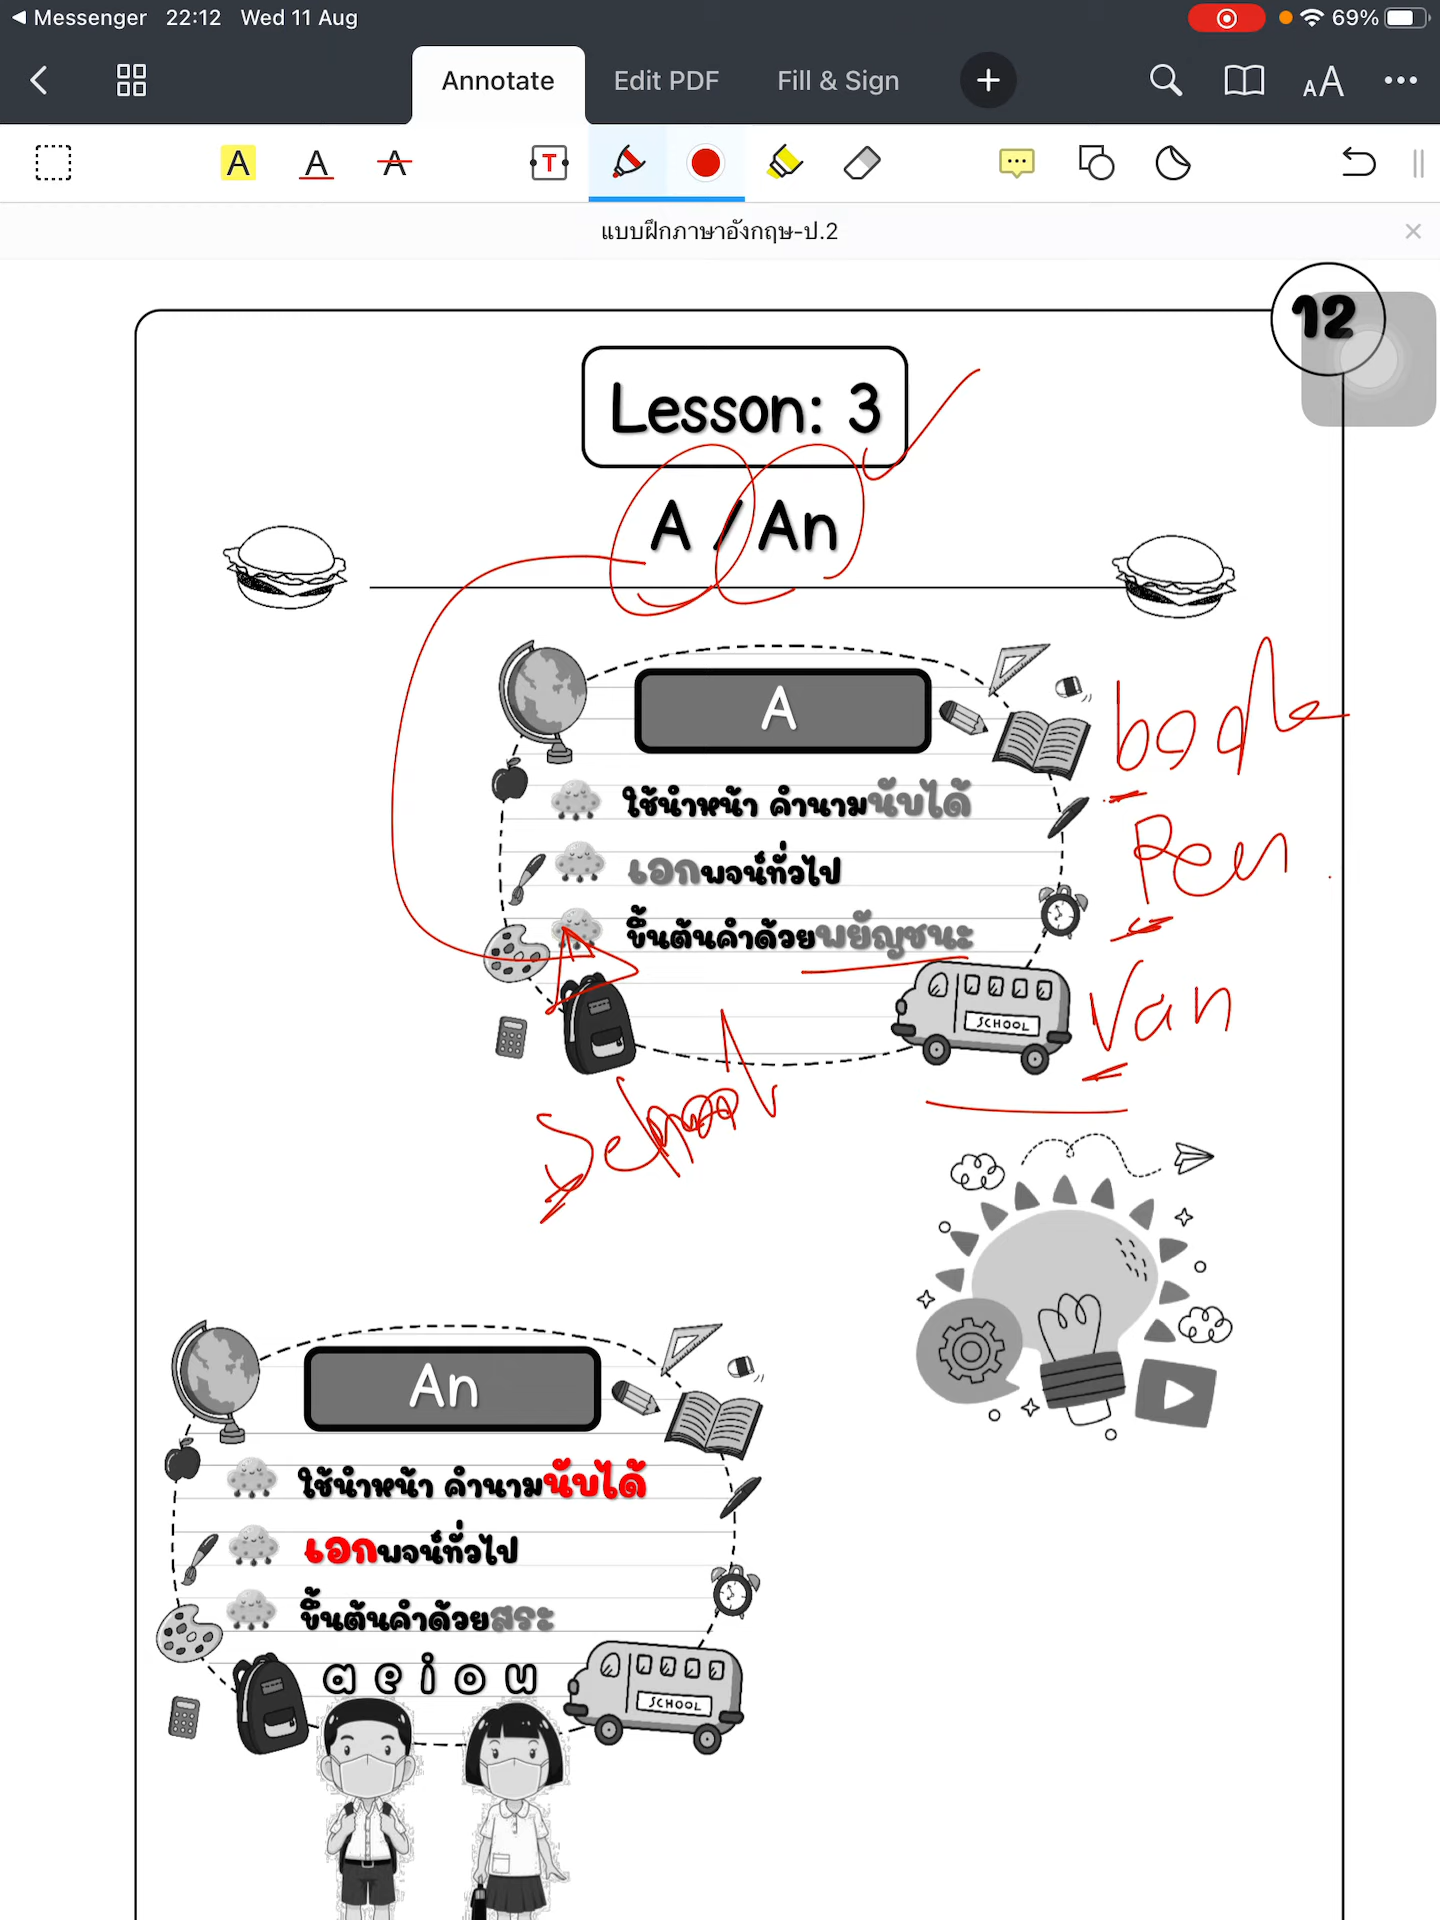 Messenger 22:12 Wed 11 Aug 69%
Annotate Edit PDF Fill & Sign
แบบฝึกภาษาอังกฤษ-ป.2
12
Lesson: 3
A / An
A
ใช้นำหน้า คำนามนับได้
เอกพจน์ทั่วไป
ขึ้นต้นคำด้วยพยัญชนะ
SCHOOL
book
Pen
Van
School
An
ใช้นำหน้า คำนามนับได้
เอกพจน์ทั่วไป
ขึ้นต้นคำด้วยสระ
a e i o u
SCHOOL